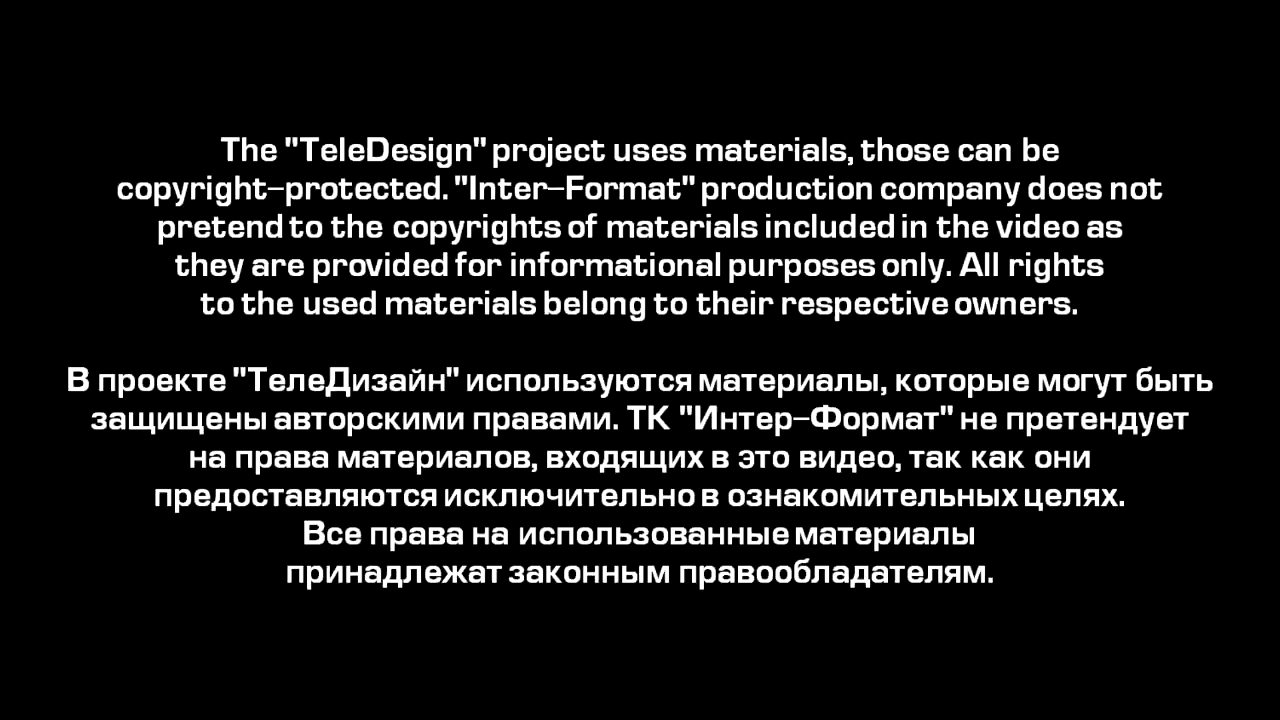 The "TeleDesign" project uses materials, those can be
copyright–protected. "Inter–Format" production company does not
pretend to the copyrights of materials included in the video as
they are provided for informational purposes only. All rights
to the used materials belong to their respective owners.
В проекте "ТелеДизайн" используются материалы, которые могут быть
защищены авторскими правами. ТК "Интер–Формат" не претендует
на права материалов, входящих в это видео, так как они
предоставляются исключительно в ознакомительных целях.
Все права на использованные материалы
принадлежат законным правообладателям.